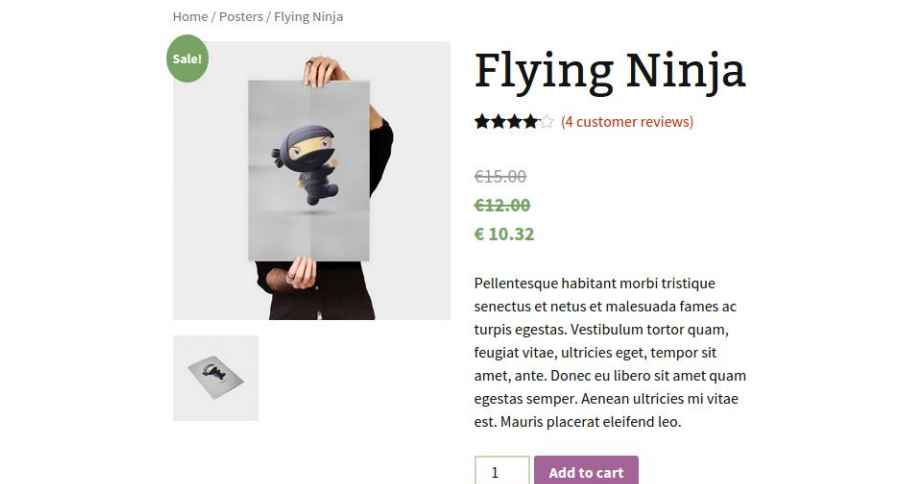 Home / Posters / Flying Ninja
Sale!
Flying Ninja
(4 customer reviews)
€15.00
€12.00
€ 10.32
Pellentesque habitant morbi tristique
senectus et netus et malesuada fames ac
turpis egestas. Vestibulum tortor quam,
feugiat vitae, ultricies eget, tempor sit
amet, ante. Donec eu libero sit amet quam
egestas semper. Aenean ultricies mi vitae
est. Mauris placerat eleifend leo.
1
Add to cart